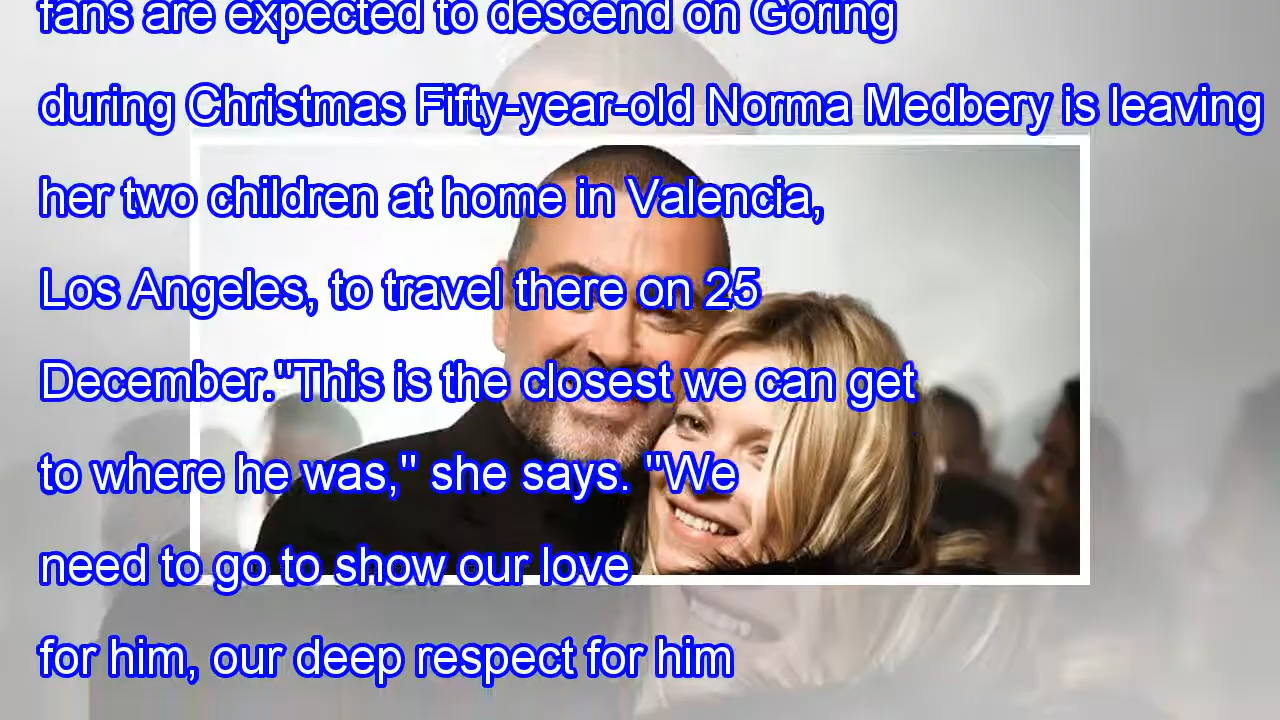 fans are expected to descend on Goring
during Christmas Fifty-year-old Norma Medbery is leaving
her two children at home in Valencia,
Los Angeles, to travel there on 25
December."This is the closest we can get
to where he was," she says. "We
need to go to show our love
for him, our deep respect for him